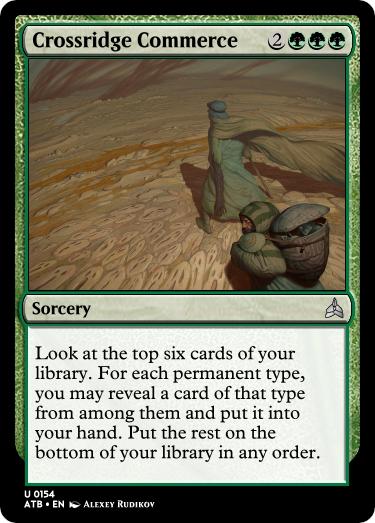 Crossridge Commerce 2
Sorcery
Look at the top six cards of your
library. For each permanent type,
you may reveal a card of that type
from among them and put it into
your hand. Put the rest on the
bottom of your library in any order.
U 0154
ATB • EN Alexey Rudikov